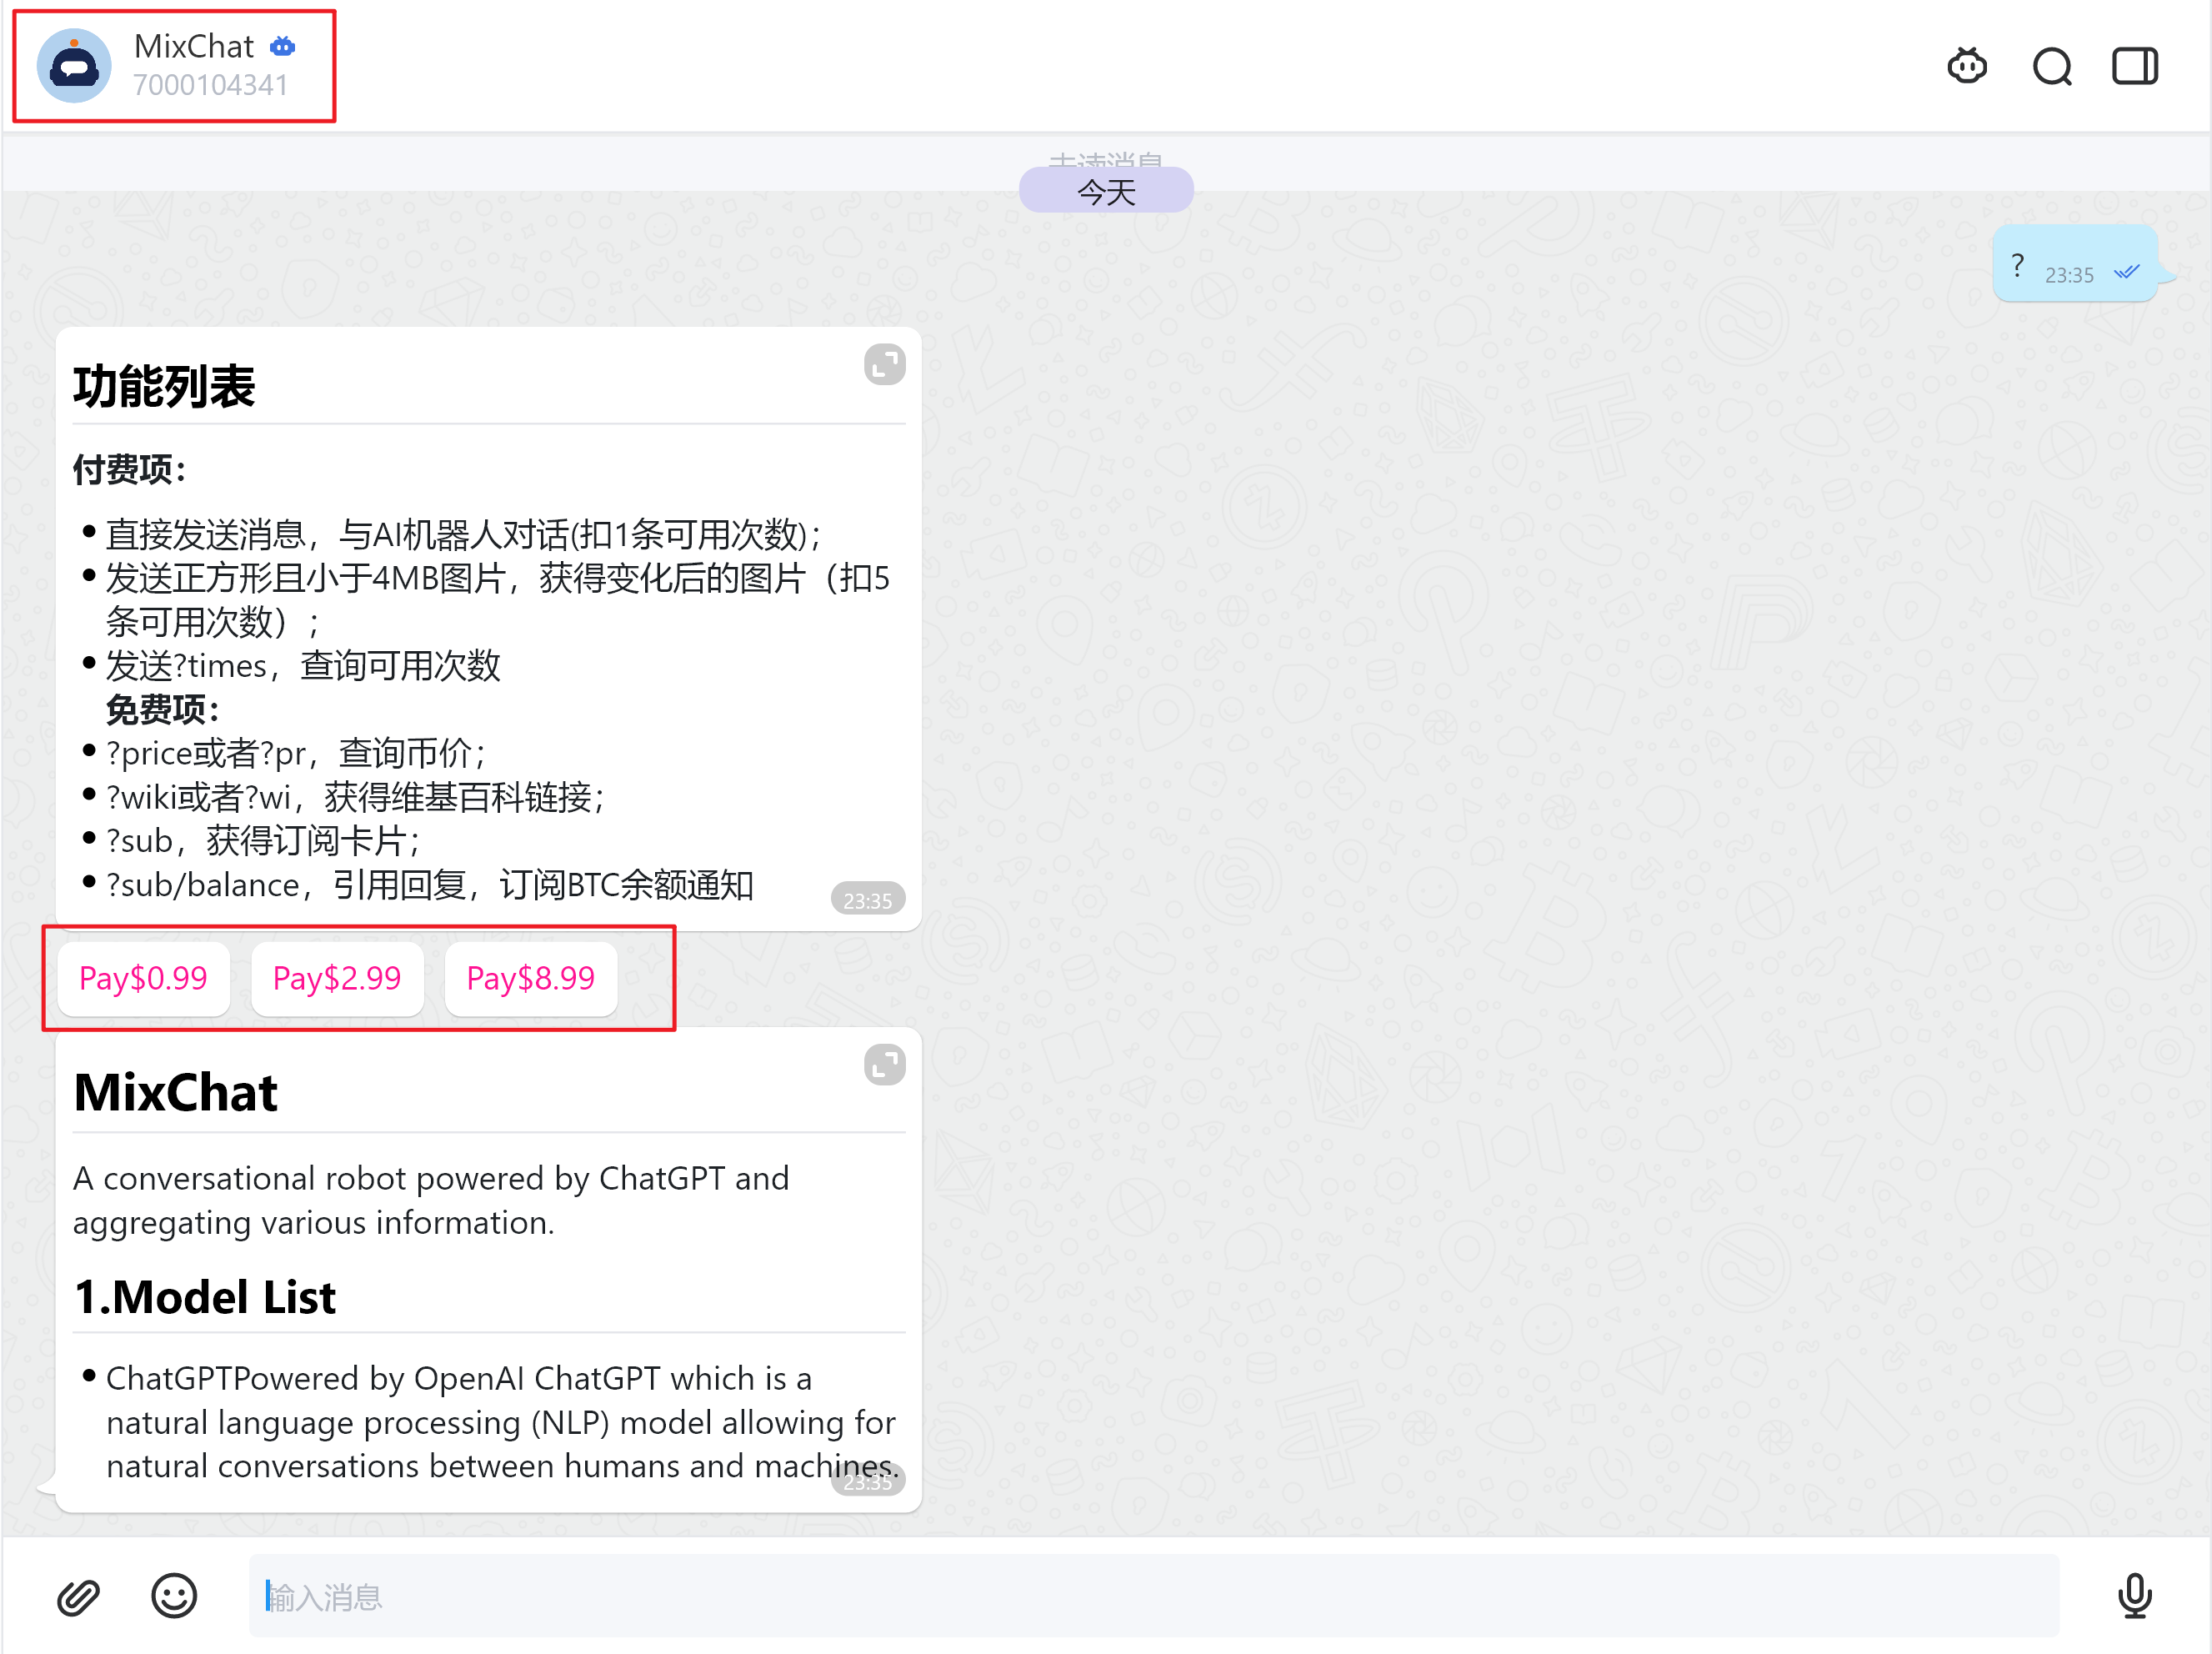 MixChat
7000104341
今天
? 23:35
功能列表
付费项：
直接发送消息，与AI机器人对话(扣1条可用次数)；
发送正方形且小于4MB图片，获得变化后的图片（扣5
条可用次数）；
发送?times，查询可用次数
免费项：
?price或者?pr，查询币价；
?wiki或者?wi，获得维基百科链接；
?sub，获得订阅卡片；
?sub/balance，引用回复，订阅BTC余额通知
23:35
Pay$0.99 Pay$2.99 Pay$8.99
MixChat
A conversational robot powered by ChatGPT and
aggregating various information.
1.Model List
ChatGPTPowered by OpenAI ChatGPT which is a
natural language processing (NLP) model allowing for
natural conversations between humans and machines.
23:35
输入消息